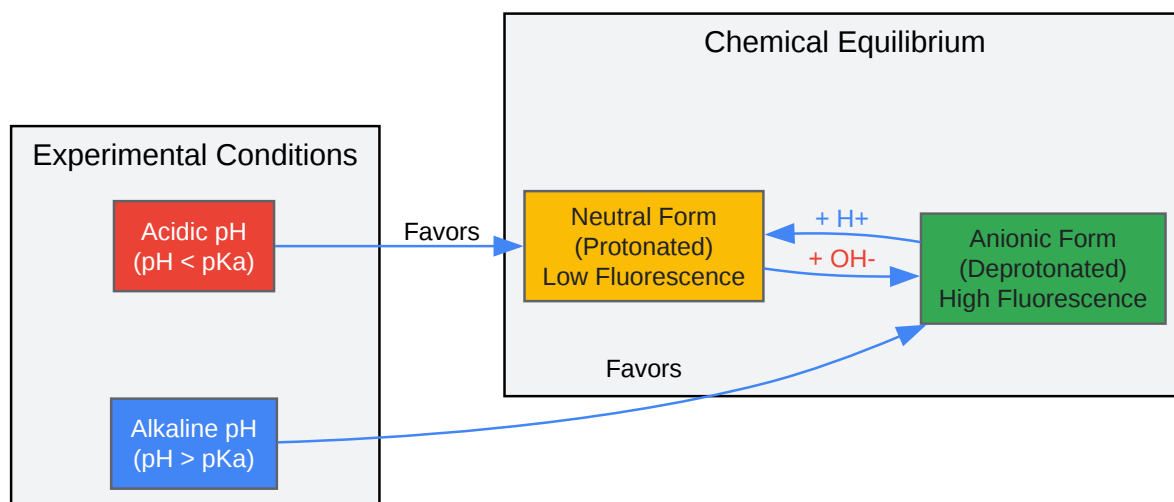 Chemical Equilibrium
Experimental Conditions
Acidic pH
(pH < pKa)
Favors
Neutral Form
(Protonated)
Low Fluorescence
+ H+
+ OH-
Anionic Form
(Deprotonated)
High Fluorescence
Favors
Alkaline pH
(pH > pKa)